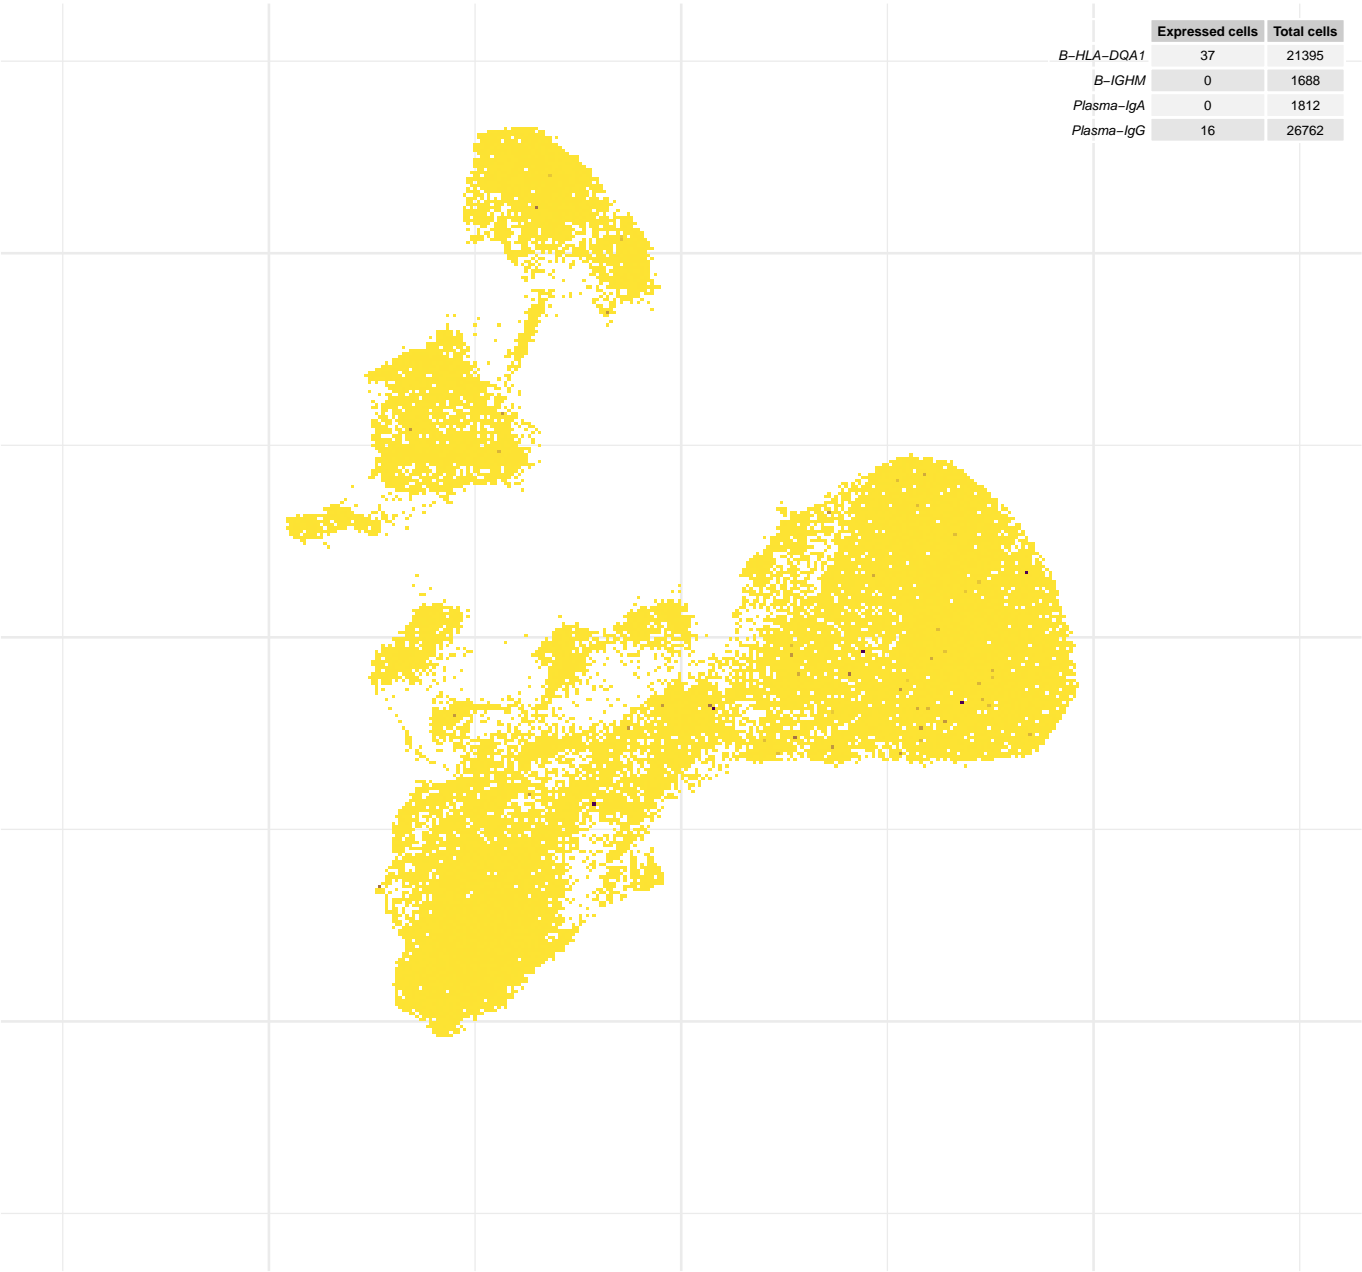 Expressed cells Total cells
B−HLA−DQA1 37 21395
B−IGHM 0 1688
Plasma−IgA 0 1812
Plasma−IgG 16 26762